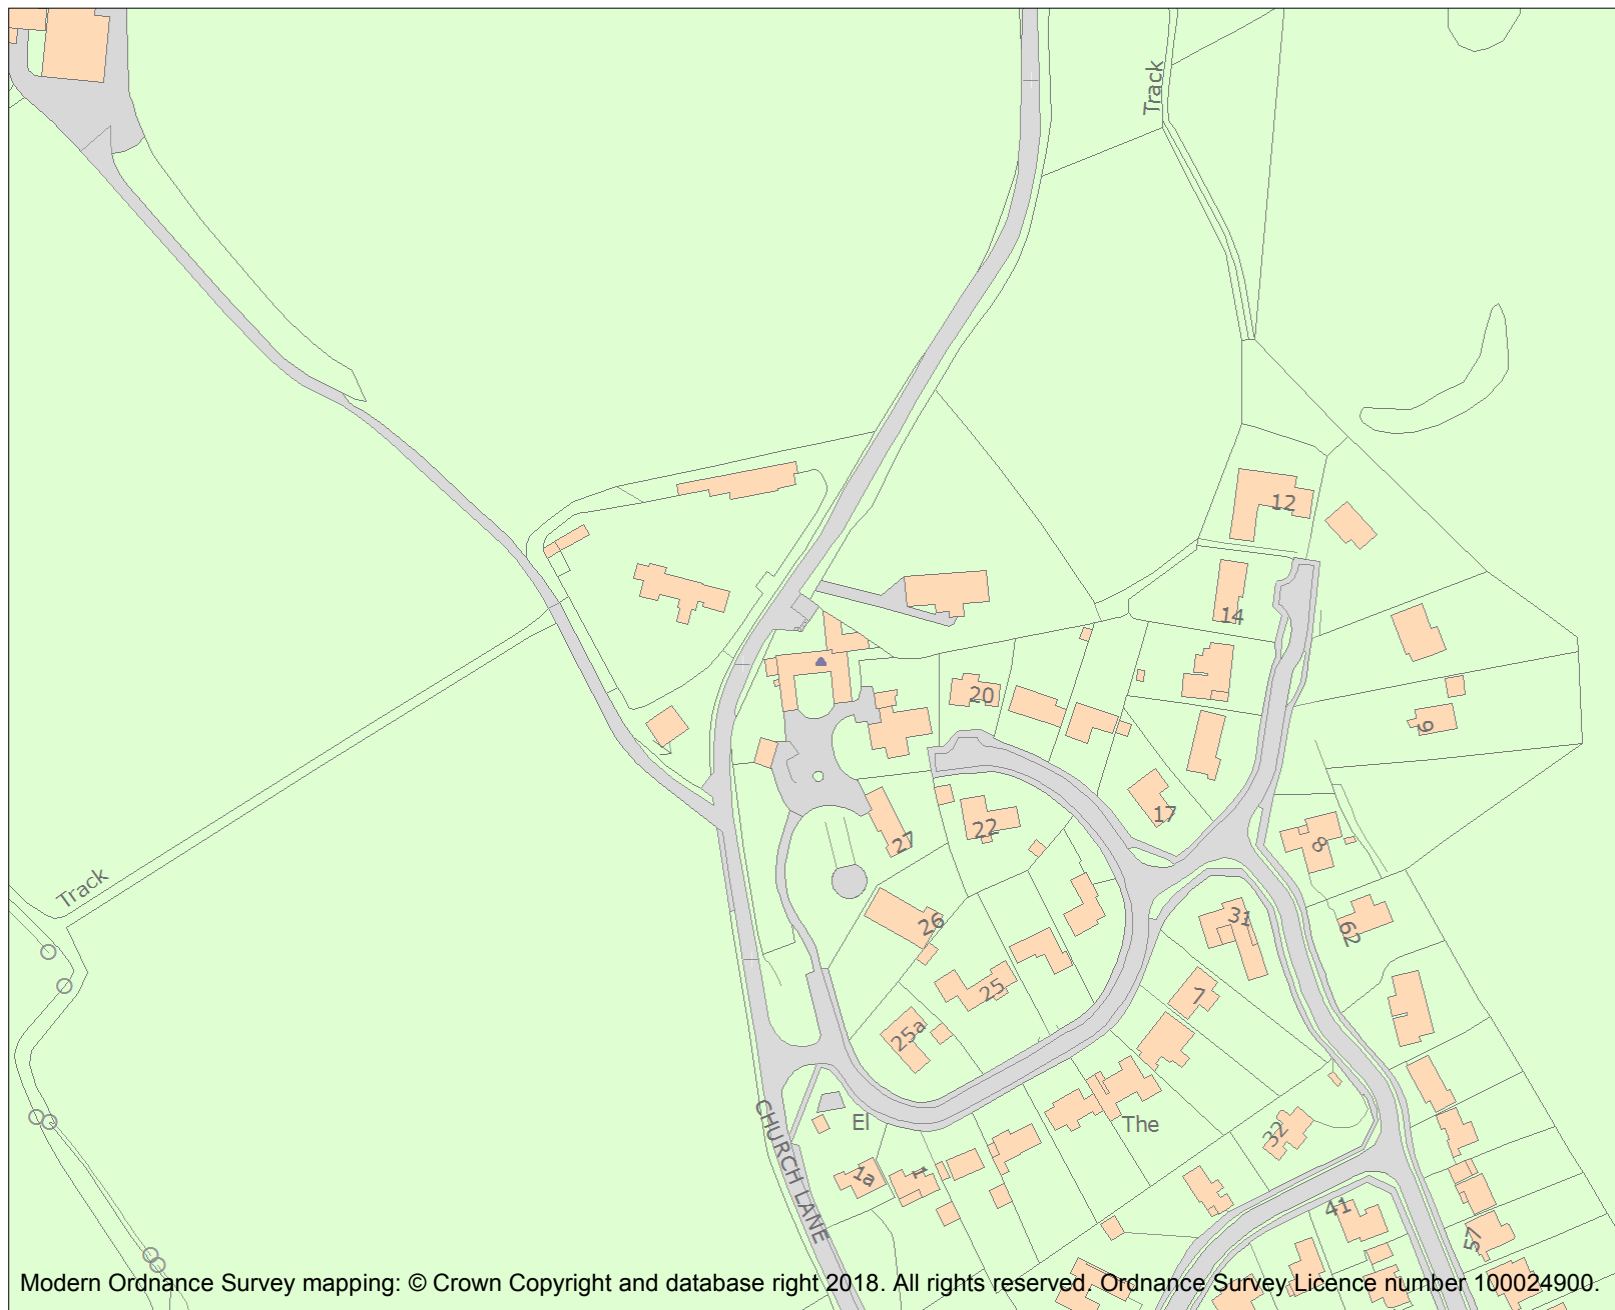 Track
12
14
20
9
17
22
27
8
Track
26
31
62
25
7
25a
CHURCH LANE
El
The
32
1a
1
41
57
Modern Ordnance Survey mapping: © Crown Copyright and database right 2018. All rights reserved. Ordnance Survey Licence number 100024900.